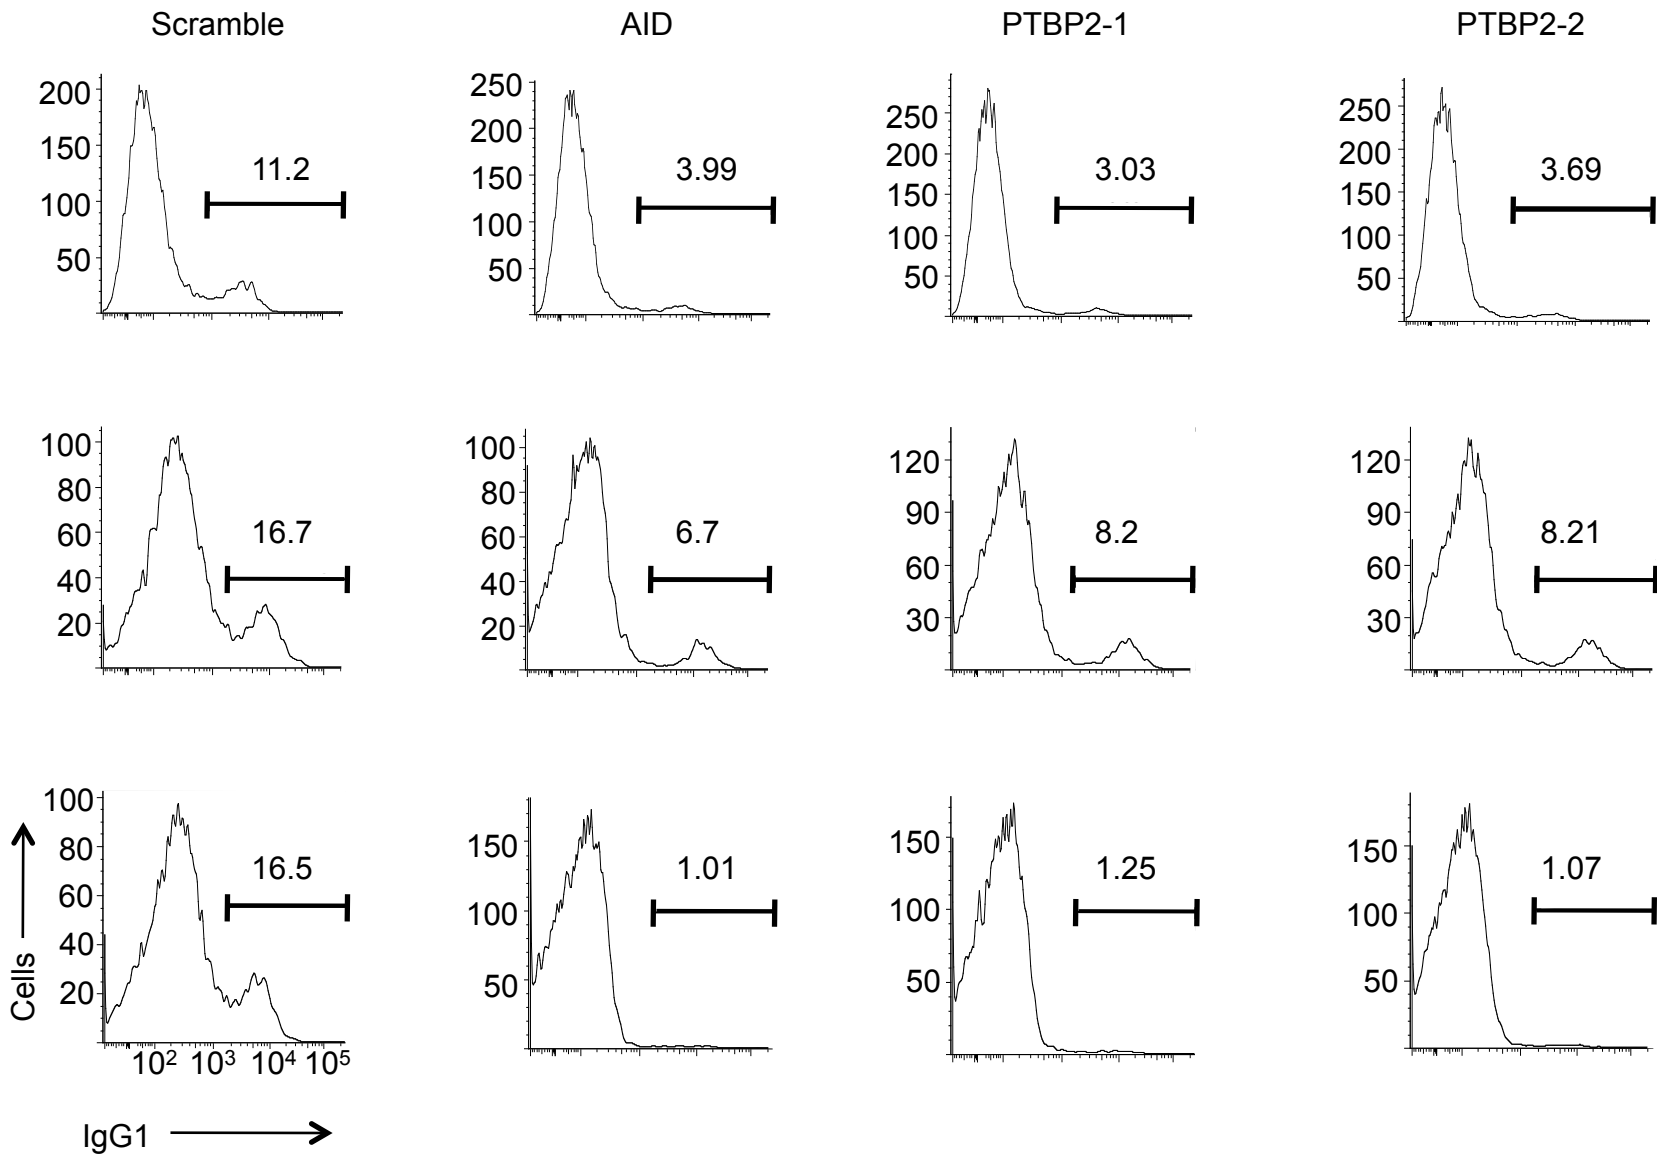 Scramble AID PTBP2-1 PTBP2-2
200 150 100 50 11.2
250 200 150 100 50 3.99
250 200 150 100 50 3.03
250 200 150 100 50 3.69
100 80 60 40 20 16.7
100 80 60 40 20 6.7
120 90 60 30 8.2
120 90 60 30 8.21
100 80 60 40 20 16.5
150 100 50 1.01
150 100 50 1.25
150 100 50 1.07
Cells
10² 10³ 10⁴ 10⁵
IgG1